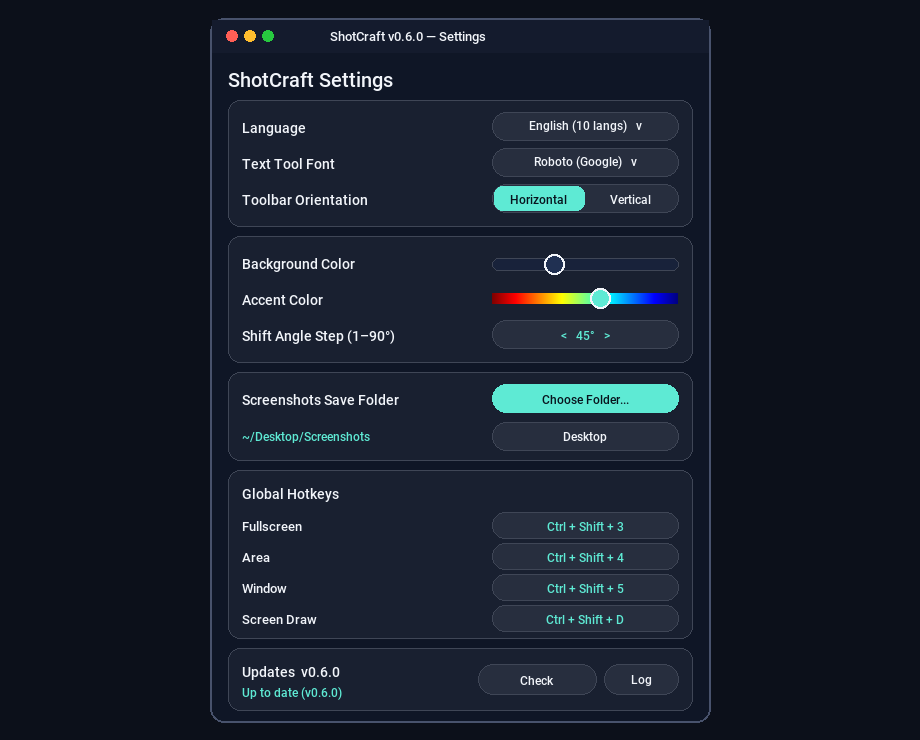 ShotCraft v0.6.0 — Settings
ShotCraft Settings
Language
English (10 langs) v
Text Tool Font
Roboto (Google) v
Toolbar Orientation
Horizontal
Vertical
Background Color
Accent Color
Shift Angle Step (1–90°)
< 45° >
Screenshots Save Folder
Choose Folder...
~/Desktop/Screenshots
Desktop
Global Hotkeys
Fullscreen
Ctrl + Shift + 3
Area
Ctrl + Shift + 4
Window
Ctrl + Shift + 5
Screen Draw
Ctrl + Shift + D
Updates v0.6.0
Up to date (v0.6.0)
Check
Log